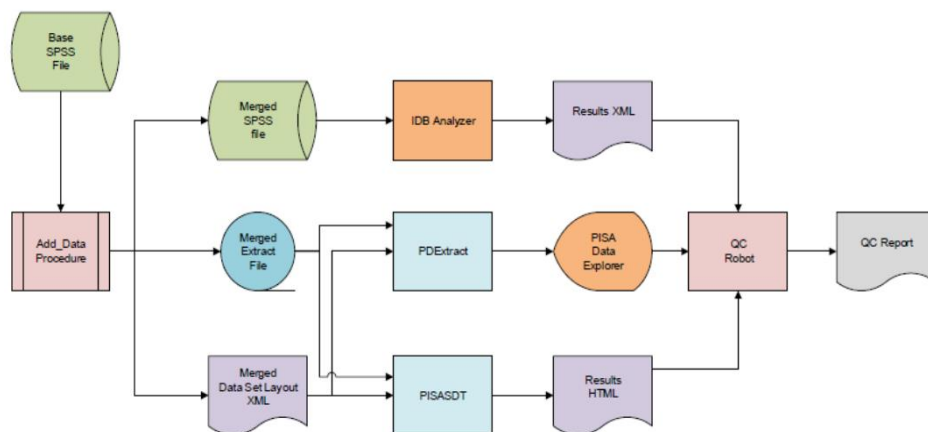 Base
SPSS
File
Merged
SPSS
file
IDB Analyzer
Results XML
Add_Data
Procedure
Merged
Extract
File
PDExtract
PISA
Data
Explorer
QC
Robot
QC Report
Merged
Data Set Layout
XML
PISASDT
Results
HTML